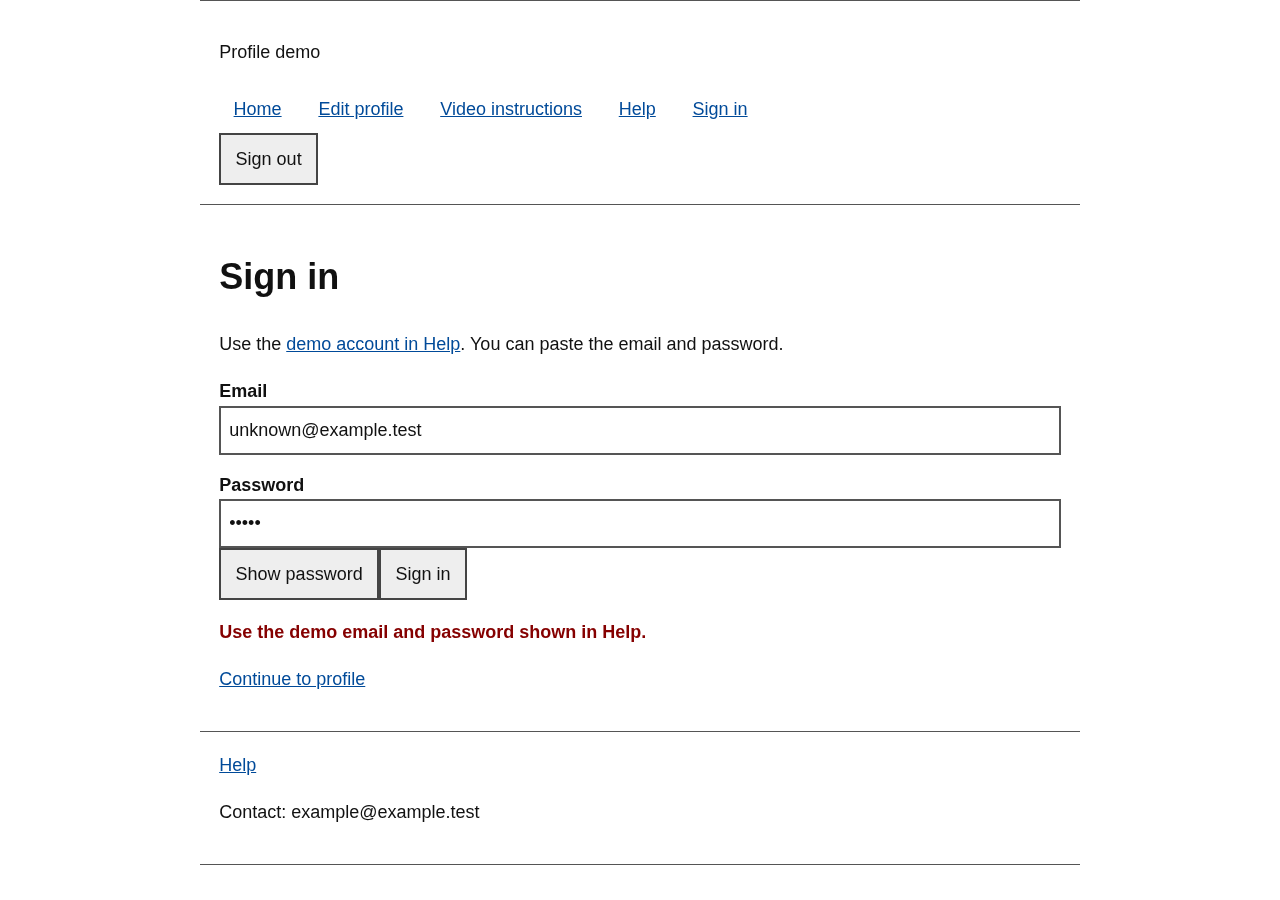 Profile demo
Home Edit profile Video instructions Help Sign in
Sign out
Sign in
Use the demo account in Help. You can paste the email and password.
Email
unknown@example.test
Password
•••••
Show password Sign in
Use the demo email and password shown in Help.
Continue to profile
Help
Contact: example@example.test